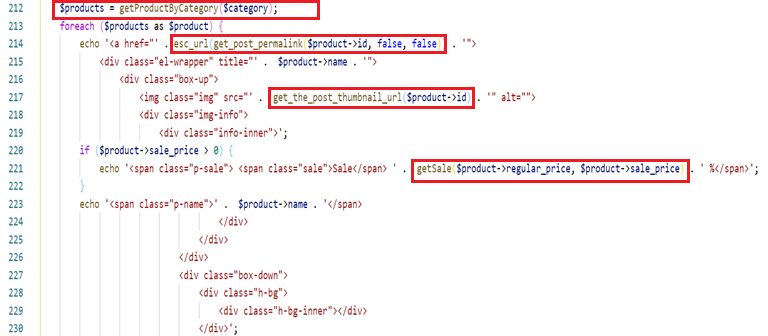 212 $products = getProductByCategory($category);
213 foreach ($products as $product) {
214 echo '<a href="' . esc_url(get_post_permalink($product->id, false, false) . '">
215 <div class="el-wrapper" title="' . $product->name . '">
216 <div class="box-up">
217 <img class="img" src="' . get_the_post_thumbnail_url($product->id) . '" alt="">
218 <div class="img-info">
219 <div class="info-inner">';
220 if ($product->sale_price > 0) {
221 echo '<span class="p-sale"> <span class="sale">Sale</span> ' . getSale($product->regular_price, $product->sale_price) . ' %</span>';
222 }
223 echo '<span class="p-name">' . $product->name . '</span>
224 </div>
225 </div>
226 </div>
227 <div class="box-down">
228 <div class="h-bg">
229 <div class="h-bg-inner"></div>
230 </div>';